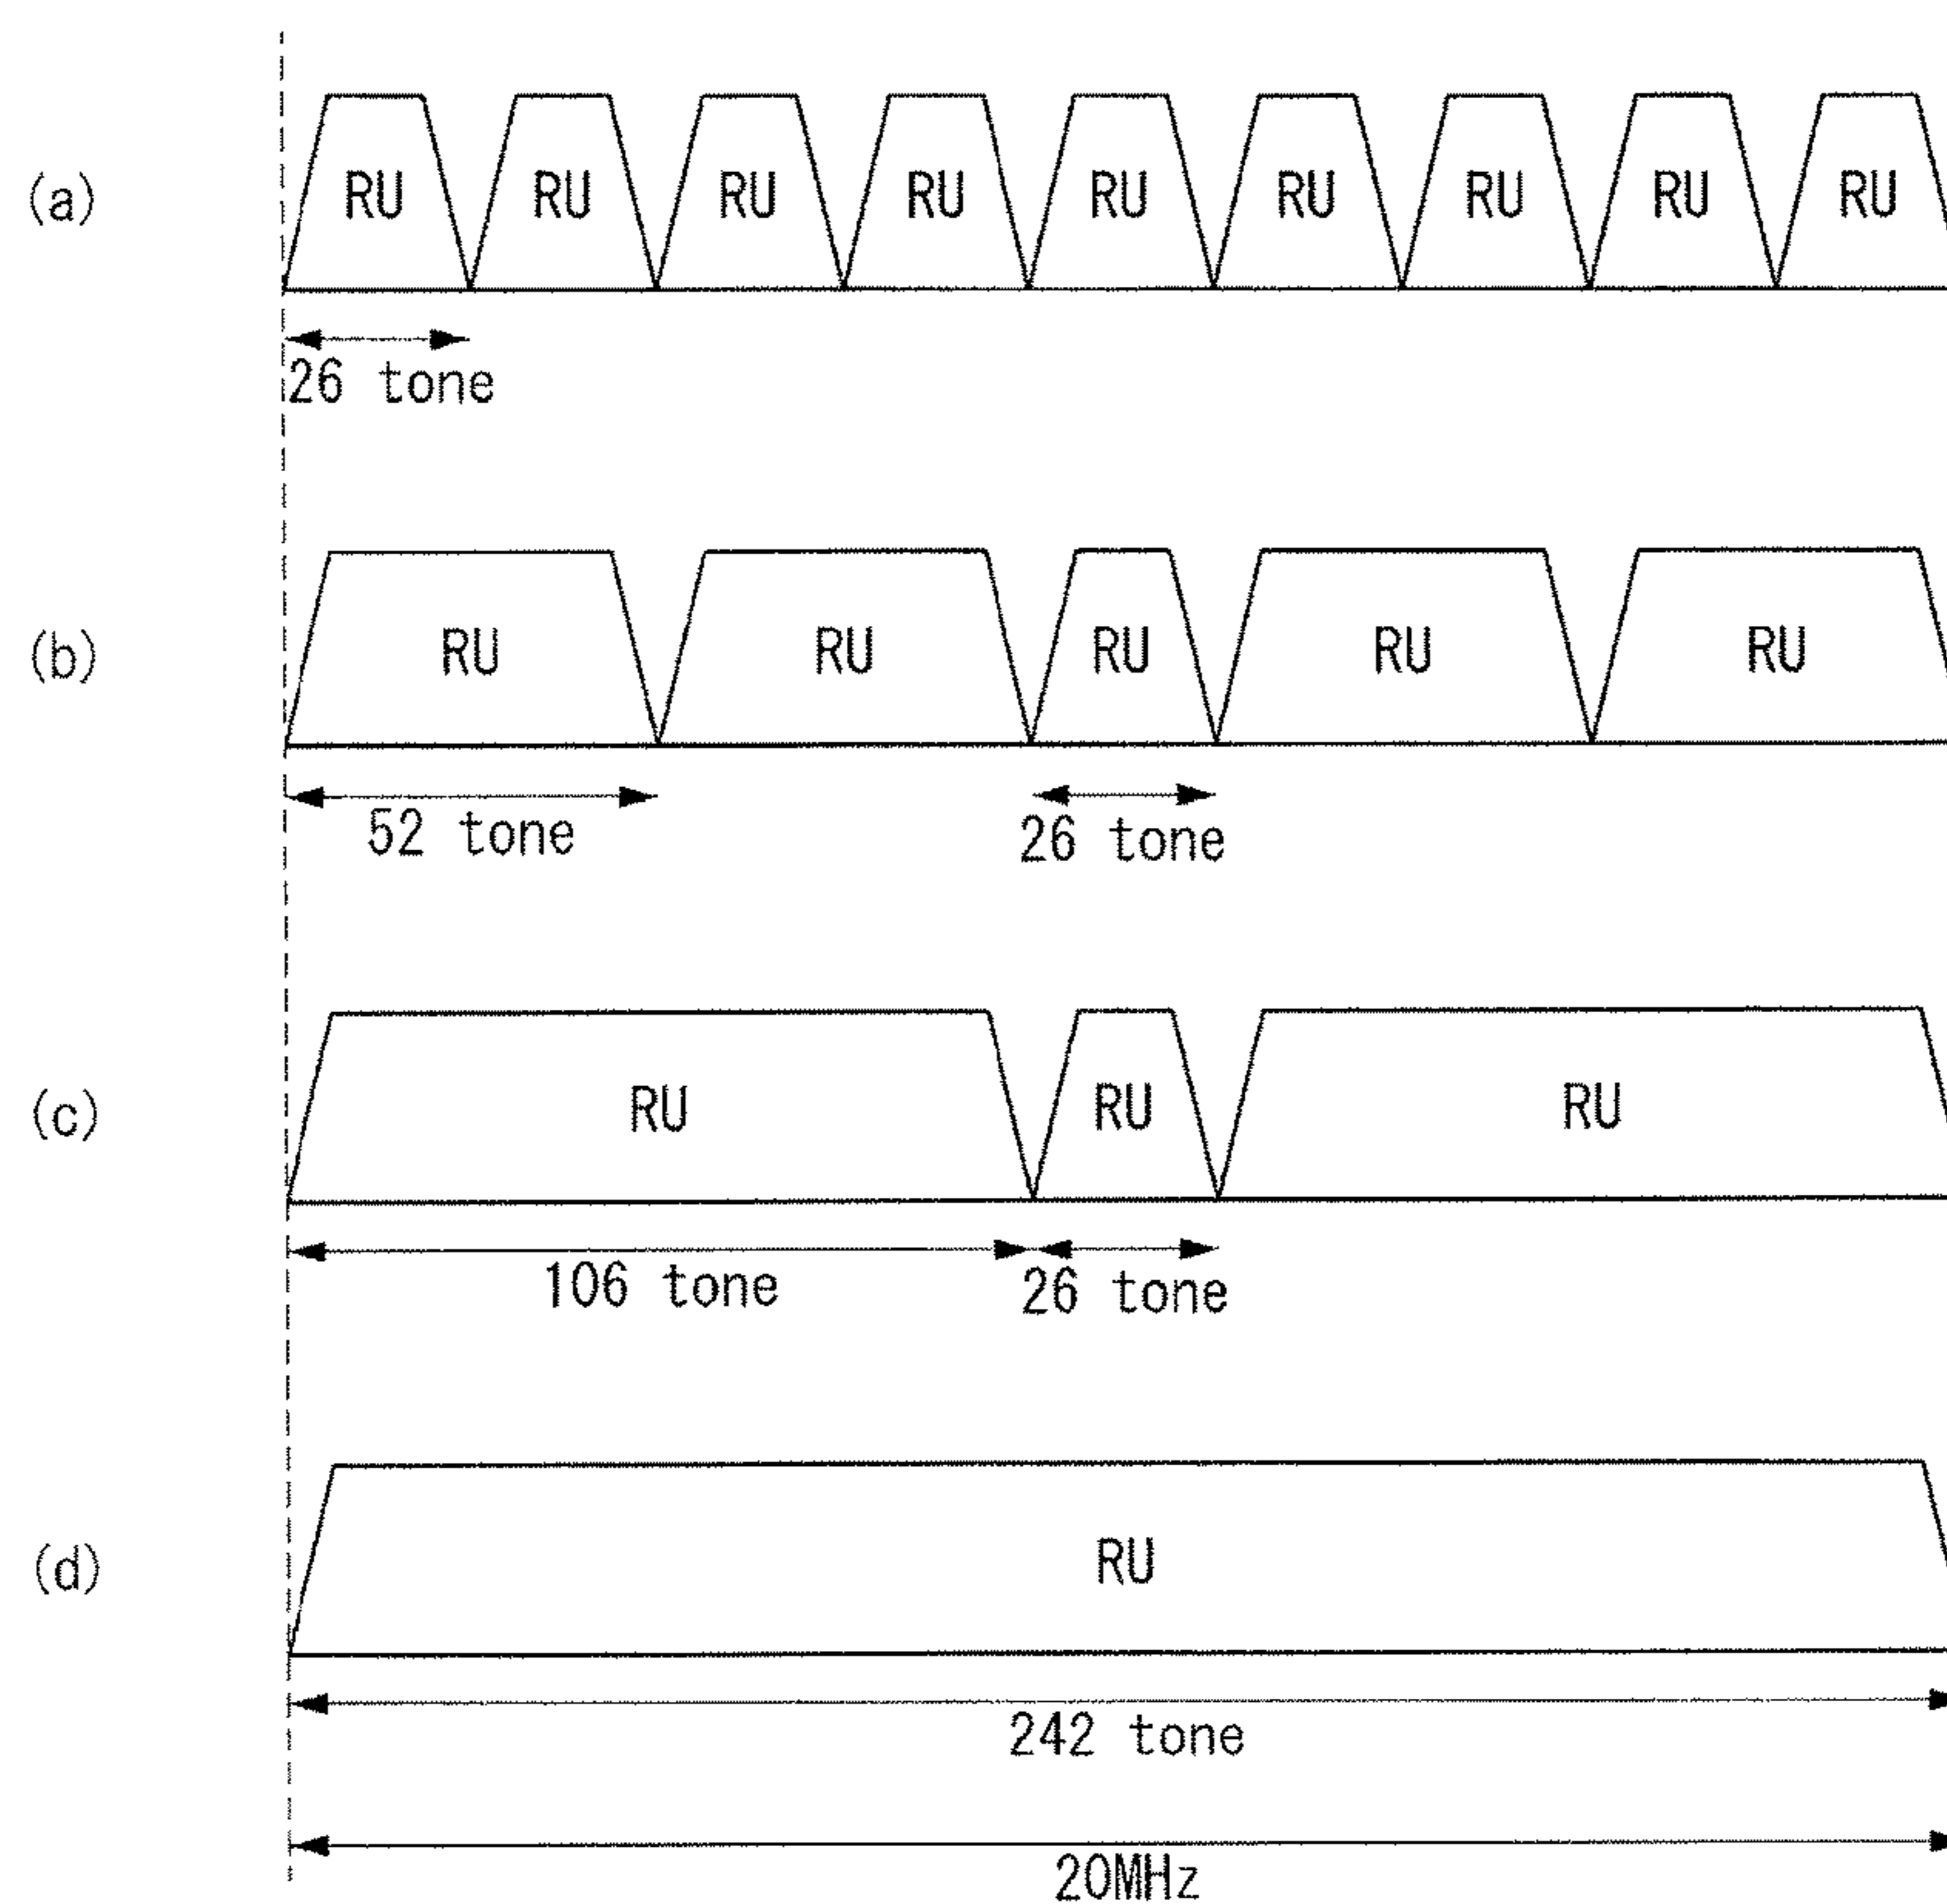 (a) RU RU RU RU RU RU RU RU RU
26 tone
(b) RU RU RU RU RU
52 tone 26 tone
(c) RU RU RU
106 tone 26 tone
(d) RU
242 tone
20MHz